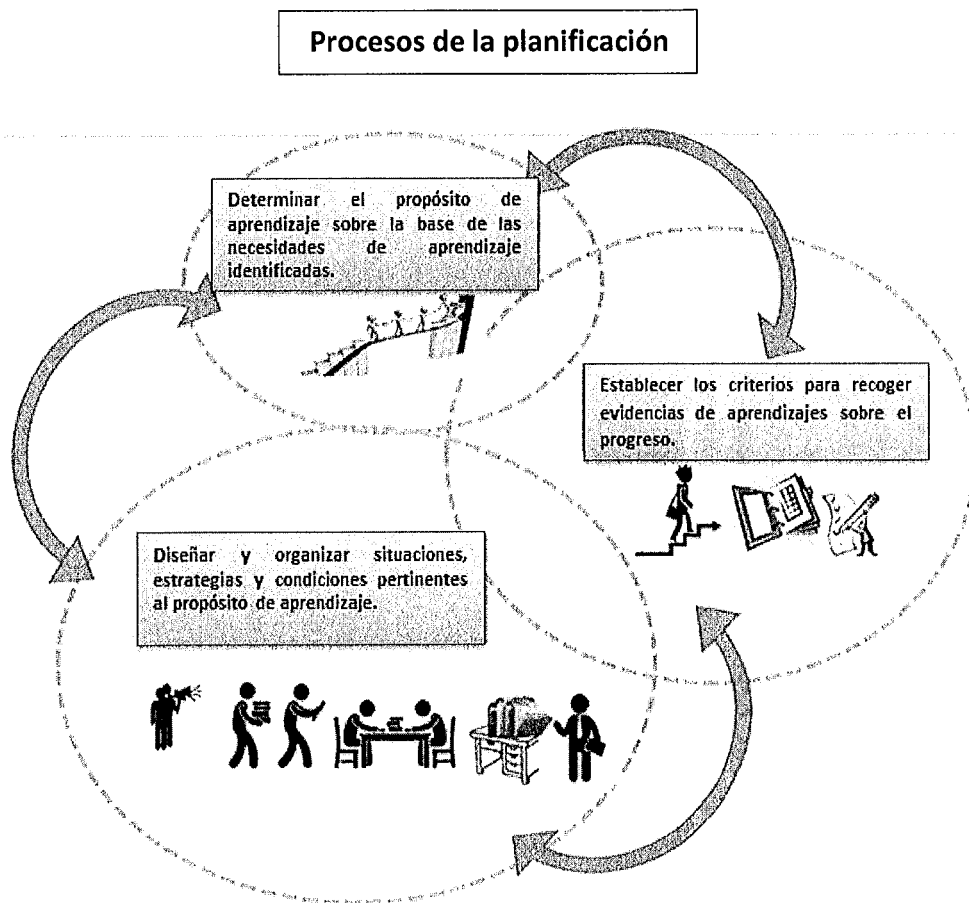 Procesos de la planificación
Determinar el propósito de
aprendizaje sobre la base de las
necesidades de aprendizaje
identificadas.
Establecer los criterios para recoger
evidencias de aprendizajes sobre el
progreso.
Diseñar y organizar situaciones,
estrategias y condiciones pertinentes
al propósito de aprendizaje.